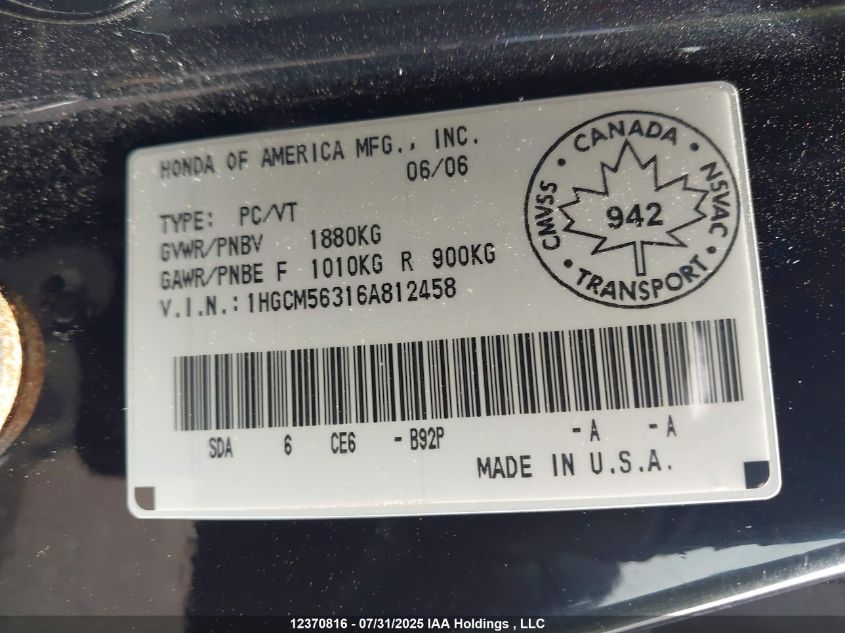 HONDA OF AMERICA MFG., INC.
06/06
TYPE: PC/VT
GVWR/PNBV 1880KG
GAWR/PNBE F 1010KG R 900KG
V.I.N.: 1HGCM56316A812458
CANADA
CMVSS
942
NSVAC
TRANSPORT
SDA 6 CE6 - B92P - A - A
MADE IN U.S.A.
12370816 - 07/31/2025 IAA Holdings , LLC